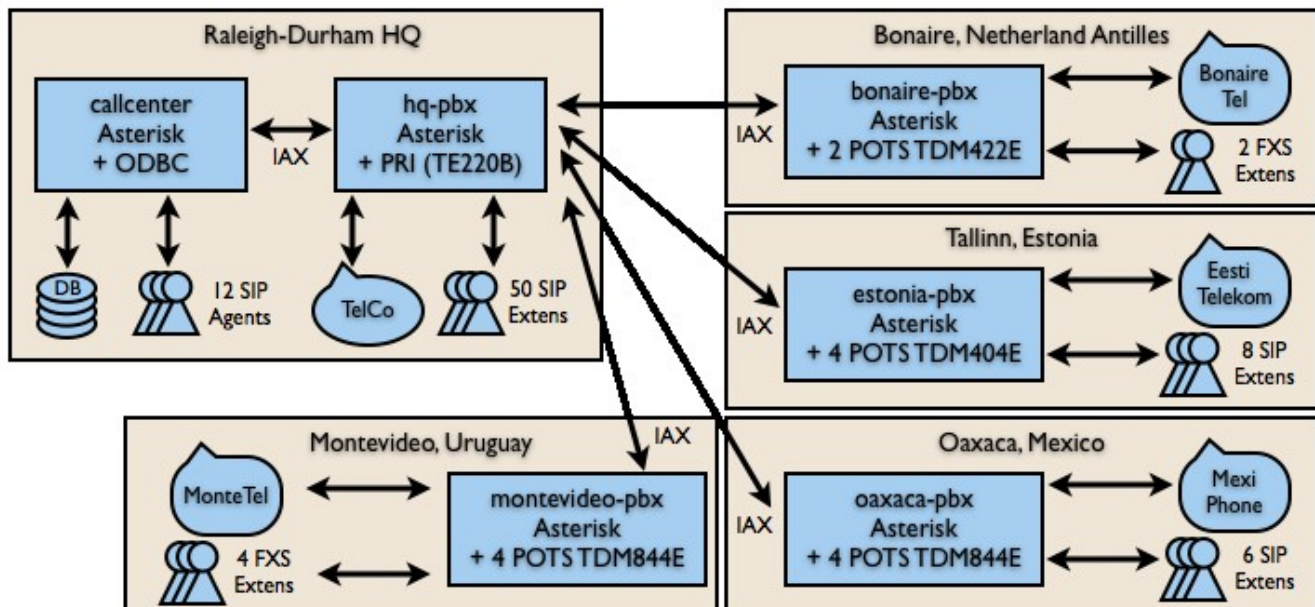 Raleigh-Durham HQ
callcenter
Asterisk
+ ODBC
IAX
hq-pbx
Asterisk
+ PRI (TE220B)
DB
12 SIP
Agents
TelCo
50 SIP
Extens
Bonaire, Netherland Antilles
IAX
bonaire-pbx
Asterisk
+ 2 POTS TDM422E
Bonaire
Tel
2 FXS
Extens
Tallinn, Estonia
IAX
estonia-pbx
Asterisk
+ 4 POTS TDM404E
Eesti
Telekom
8 SIP
Extens
Montevideo, Uruguay
IAX
MonteTel
4 FXS
Extens
montevideo-pbx
Asterisk
+ 4 POTS TDM844E
Oaxaca, Mexico
IAX
oaxaca-pbx
Asterisk
+ 4 POTS TDM844E
Mexi
Phone
6 SIP
Extens